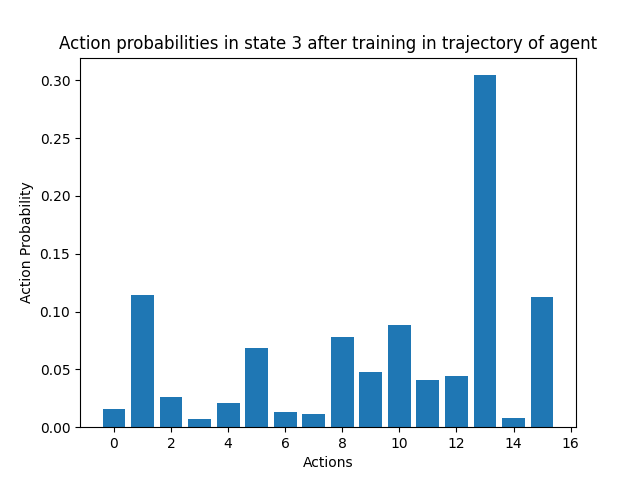 Action probabilities in state 3 after training in trajectory of agent
0.30
0.25
0.20
0.15
0.10
0.05
0.00
Action Probability
0 2 4 6 8 10 12 14 16
Actions